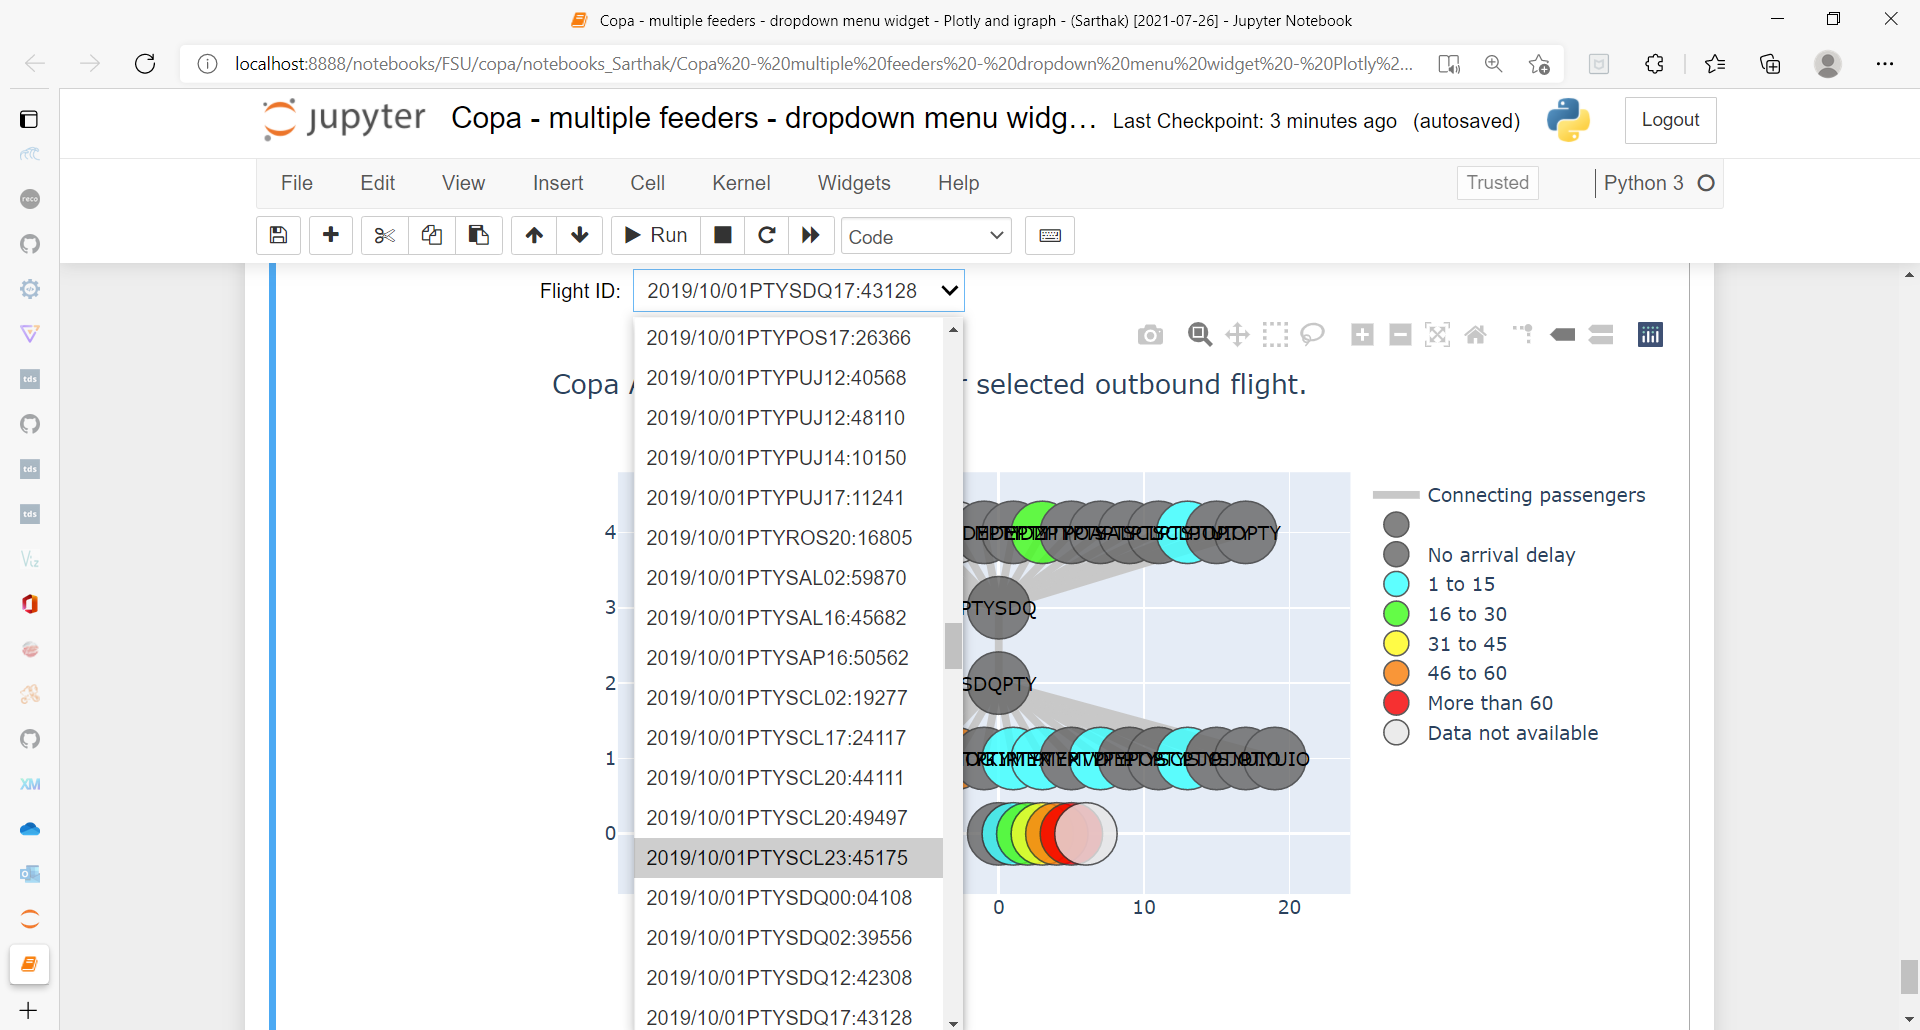 Copa - multiple feeders - dropdown menu widget - Plotly and igraph - (Sarthak) [2021-07-26] - Jupyter Notebook
localhost:8888/notebooks/FSU/copa/notebooks_Sarthak/Copa%20-%20multiple%20feeders%20-%20dropdown%20menu%20widget%20-%20Plotly%2...
jupyter Copa - multiple feeders - dropdown menu widg... Last Checkpoint: 3 minutes ago (autosaved) Logout
File Edit View Insert Cell Kernel Widgets Help Trusted Python 3
Run Code
Flight ID: 2019/10/01PTYSDQ17:43128
2019/10/01PTYPOS17:26366
2019/10/01PTYPUJ12:40568
2019/10/01PTYPUJ12:48110
2019/10/01PTYPUJ14:10150
2019/10/01PTYPUJ17:11241
2019/10/01PTYROS20:16805
2019/10/01PTYSAL02:59870
2019/10/01PTYSAL16:45682
2019/10/01PTYSAP16:50562
2019/10/01PTYSCL02:19277
2019/10/01PTYSCL17:24117
2019/10/01PTYSCL20:44111
2019/10/01PTYSCL20:49497
2019/10/01PTYSCL23:45175
2019/10/01PTYSDQ00:04108
2019/10/01PTYSDQ02:39556
2019/10/01PTYSDQ12:42308
2019/10/01PTYSDQ17:43128
Copa
selected outbound flight.
4
3
2
1
0
PTYSDQ
SDQPTY
0 10 20
Connecting passengers
No arrival delay
1 to 15
16 to 30
31 to 45
46 to 60
More than 60
Data not available
reco
tds
tds
tds
Viz
XM